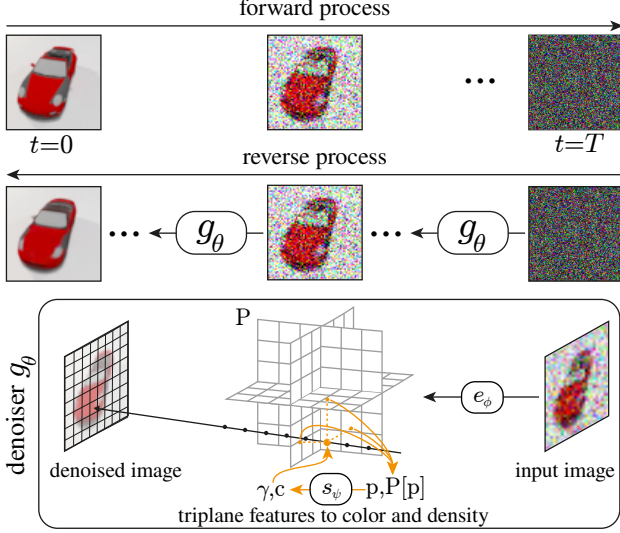 forward process
...
t=0
t=T
reverse process
... g_θ ... g_θ
denoiser g_θ
P
e_ϕ
denoised image
input image
γ,c s_ψ p,P[p]
triplane features to color and density